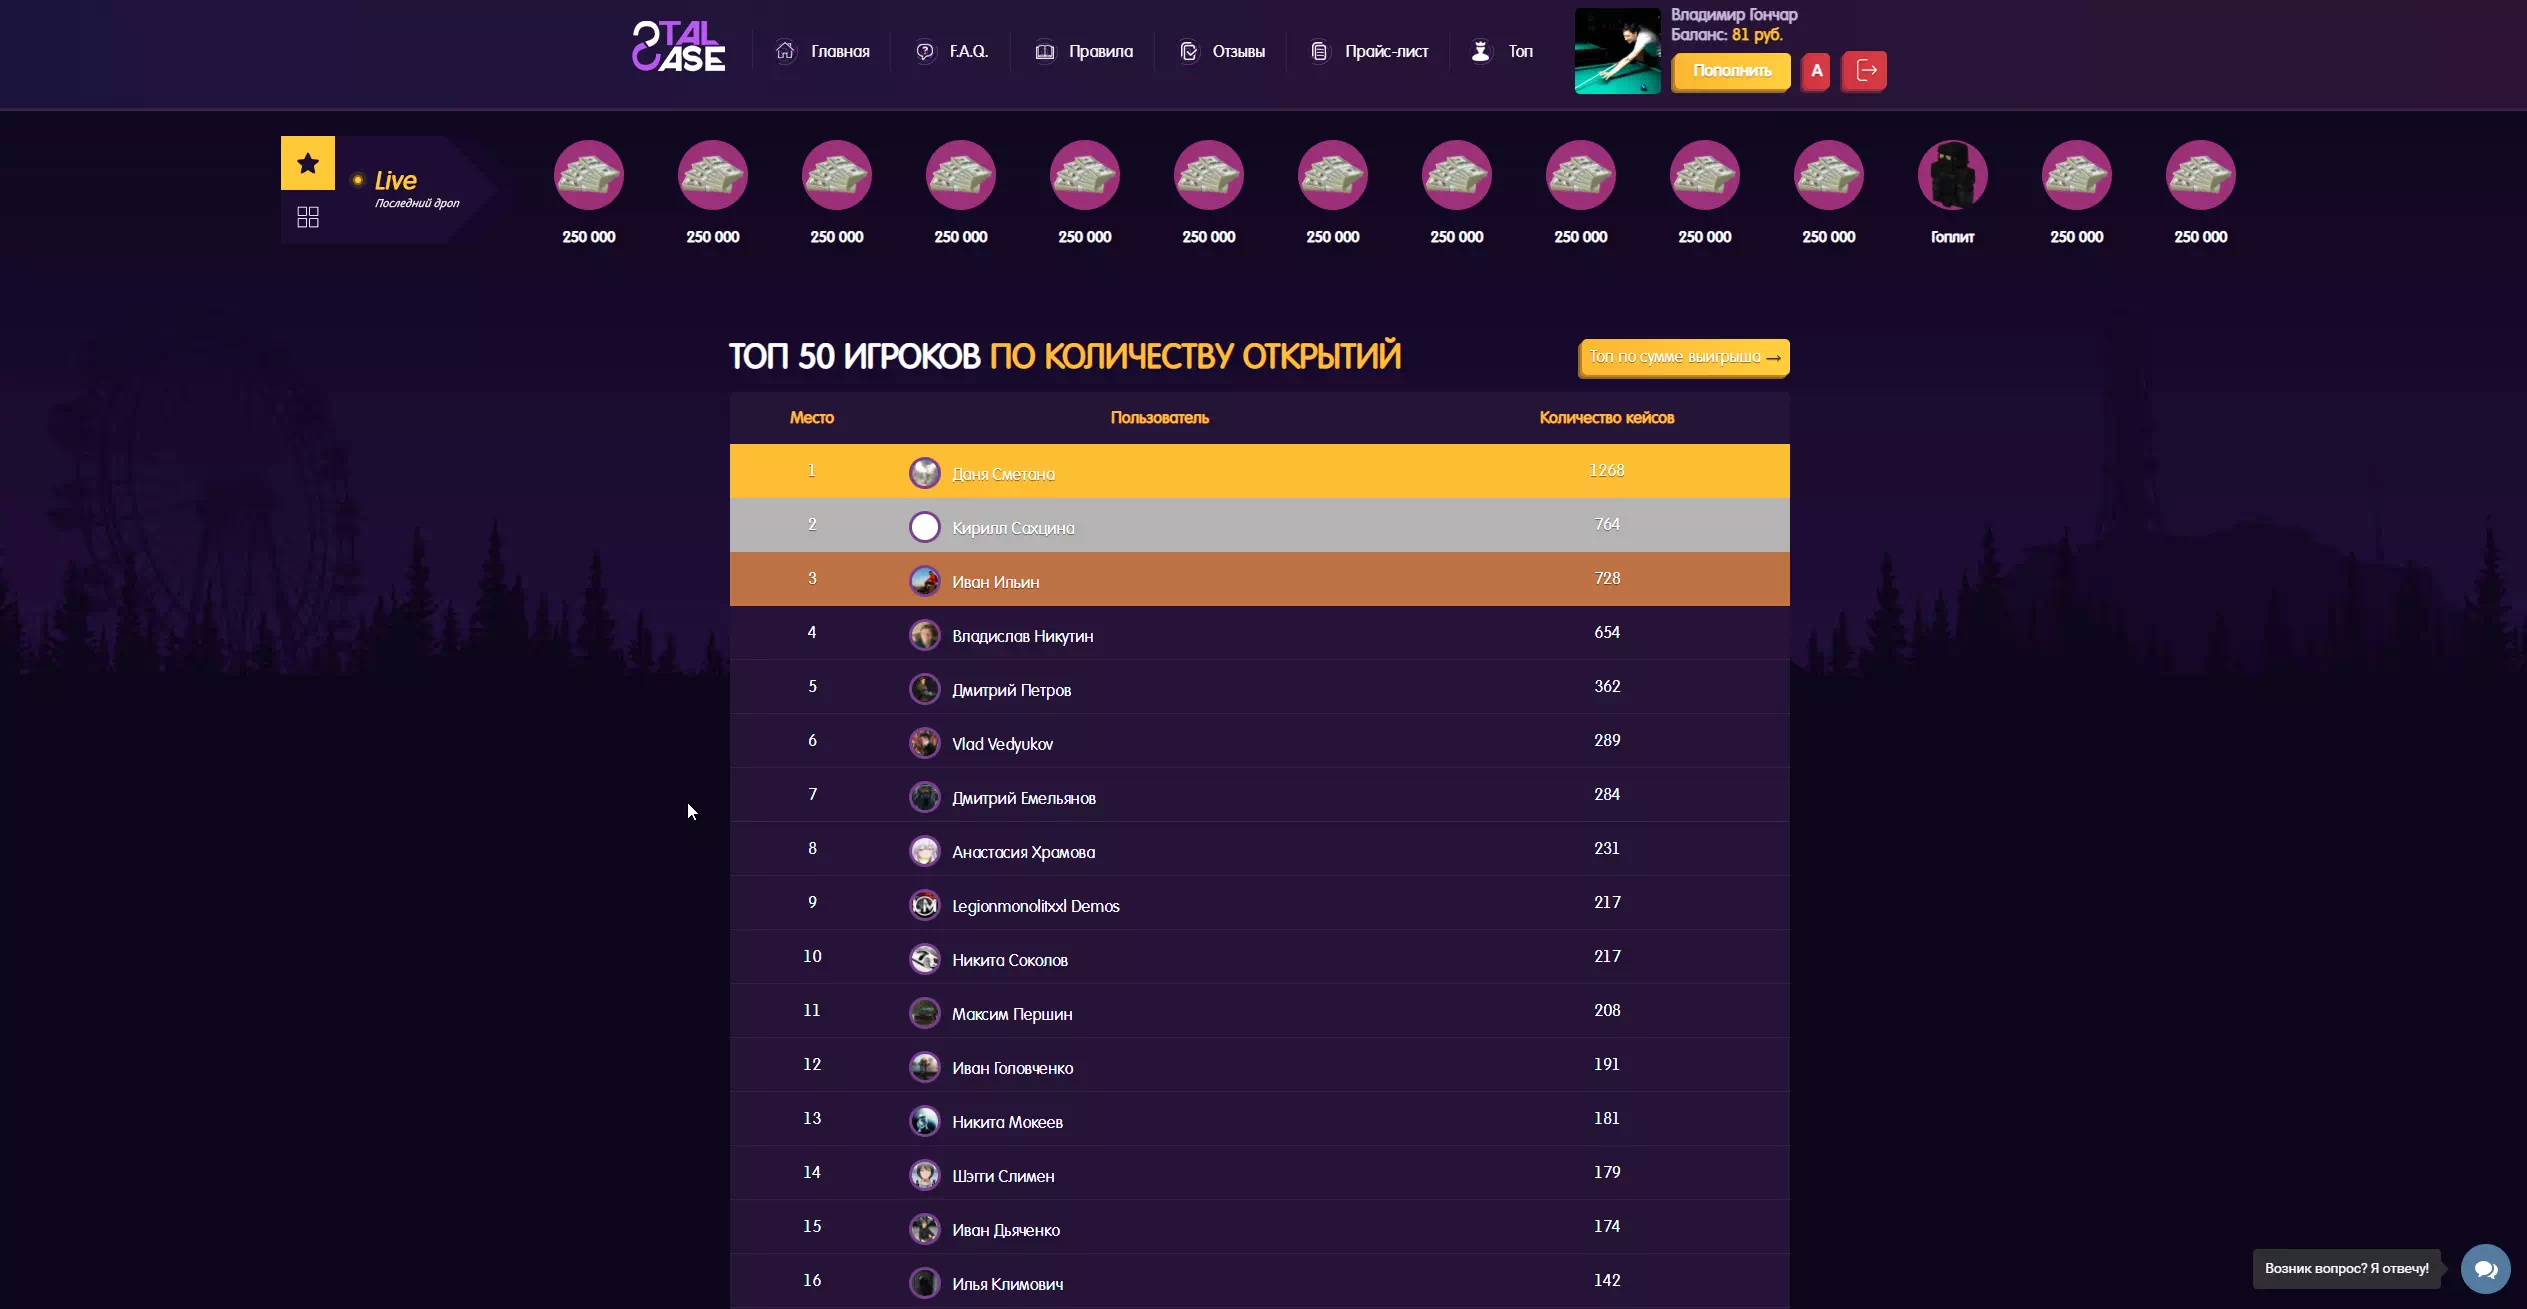 STAL
CASE
Главная
F.A.Q.
Правила
Отзывы
Прайс-лист
Топ
Владимир Гончар
Баланс: 81 руб.
Пополнить
A
Live
Последний дроп
250 000
250 000
250 000
250 000
250 000
250 000
250 000
250 000
250 000
250 000
250 000
Гоплит
250 000
250 000
ТОП 50 ИГРОКОВ ПО КОЛИЧЕСТВУ ОТКРЫТИЙ
Топ по сумме выигрыша →
Место Пользователь Количество кейсов
1 Даня Сметана 1268
2 Кирилл Сахцина 764
3 Иван Ильин 728
4 Владислав Никутин 654
5 Дмитрий Петров 362
6 Vlad Vedyukov 289
7 Дмитрий Емельянов 284
8 Анастасия Храмова 231
9 Legionmonolitxxl Demos 217
10 Никита Соколов 217
11 Максим Першин 208
12 Иван Головченко 191
13 Никита Мокеев 181
14 Шэгги Слимен 179
15 Иван Дьяченко 174
16 Илья Климович 142
Возник вопрос? Я отвечу!